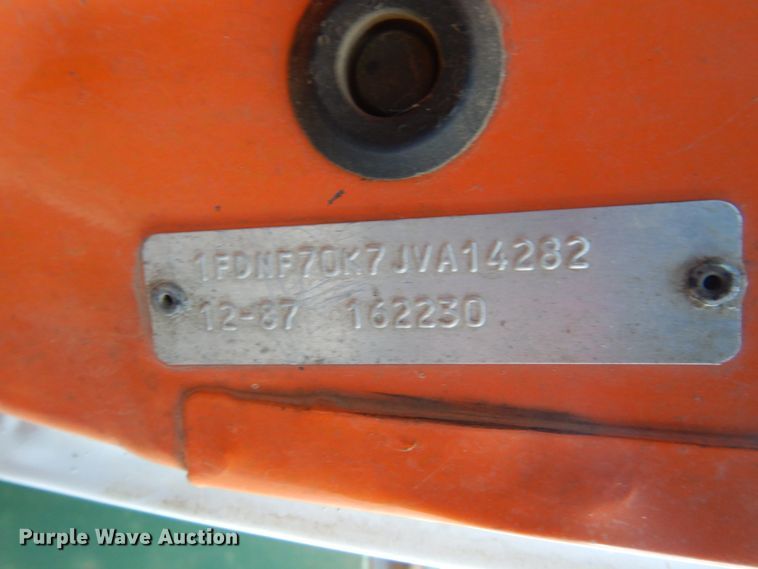 1FDNF70K7JVA14282
12-87 162230
Purple Wave Auction